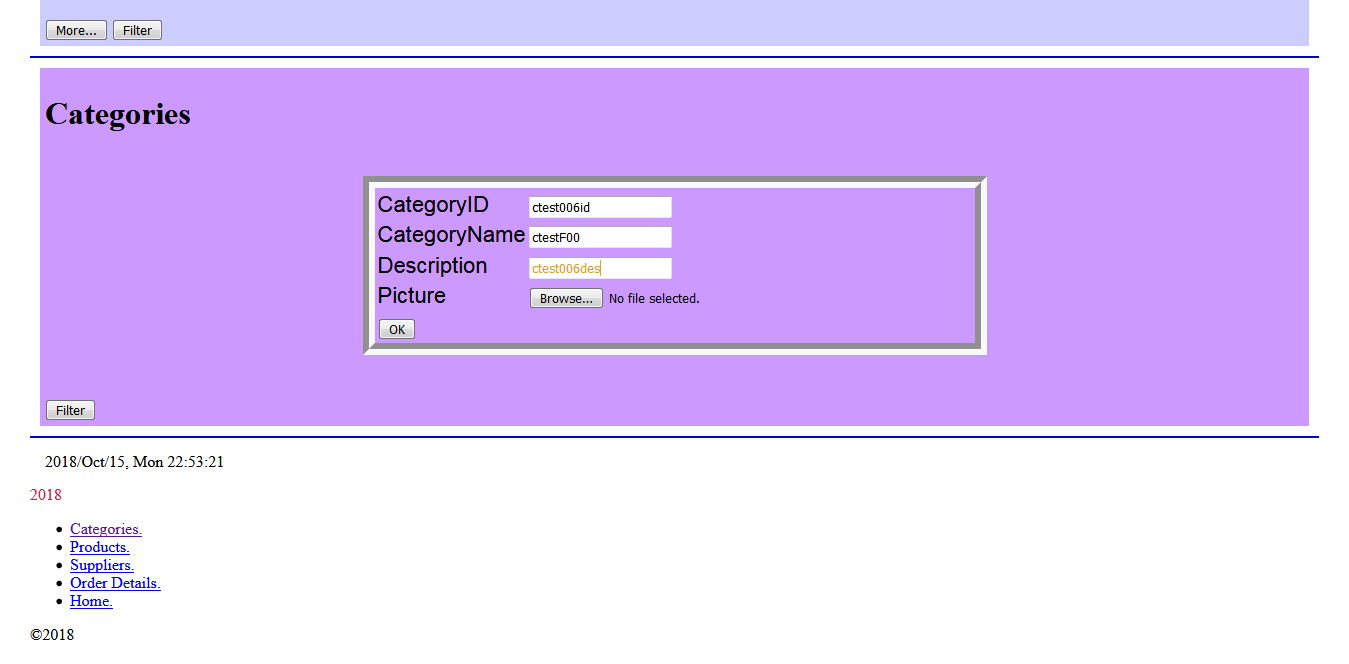 More... Filter
Categories
CategoryID ctest006id
CategoryName ctestF00
Description ctest006des
Picture Browse... No file selected.
OK
Filter
2018/Oct/15, Mon 22:53:21
2018
Categories.
Products.
Suppliers.
Order Details.
Home.
©2018